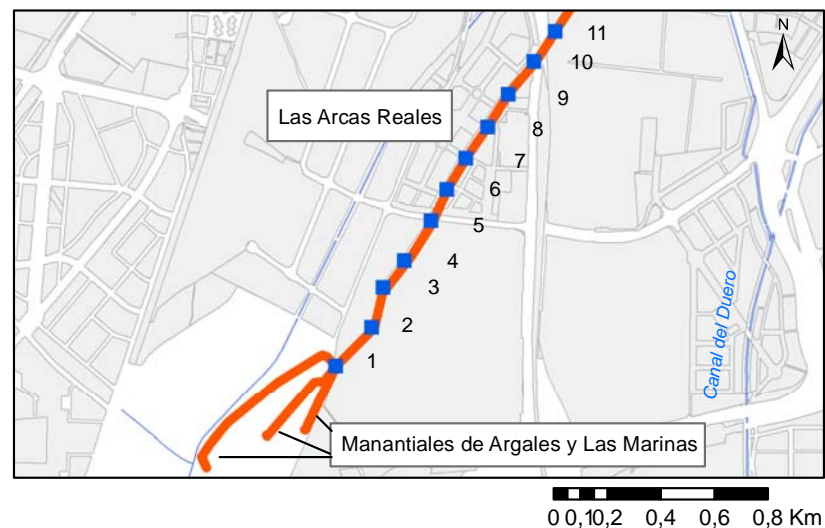 N
11
10
Las Arcas Reales
9
8
7
6
5
4
3
Canal del Duero
2
1
Manantiales de Argales y Las Marinas
0 0,10,2 0,4 0,6 0,8 Km